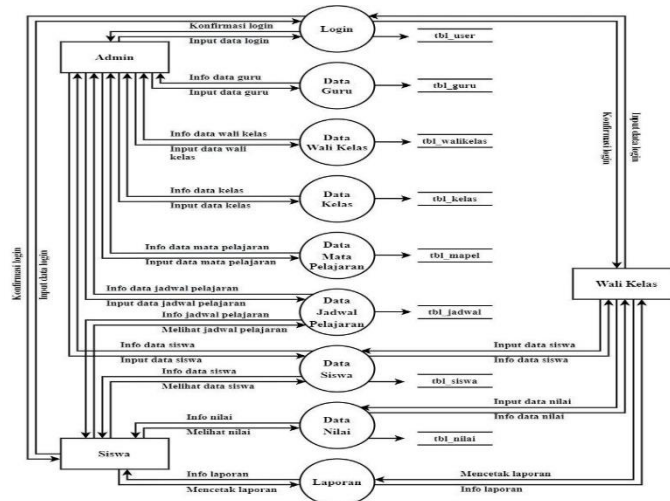 Konfirmasi login
Input data login
Login
tbl_user
Admin
Info data guru
Input data guru
Data
Guru
tbl_guru
Info data wali kelas
Input data wali
kelas
Data
Wali Kelas
tbl_walikelas
Konfirmasi login
Input data login
Info data kelas
Input data kelas
Data
Kelas
tbl_kelas
Info data mata pelajaran
Input data mata pelajaran
Data
Mata
Pelajaran
tbl_mapel
Konfirmasi login
Input data login
Wali Kelas
Info data jadwal pelajaran
Input data jadwal pelajaran
Info jadwal pelajaran
Melihat jadwal pelajaran
Data
Jadwal
Pelajaran
tbl_jadwal
Info data siswa
Input data siswa
Info data siswa
Melihat data siswa
Data
Siswa
Input data siswa
Info data siswa
tbl_siswa
Info nilai
Melihat nilai
Data
Nilai
Input data nilai
Info data nilai
tbl_nilai
Siswa
Info laporan
Mencetak laporan
Laporan
Mencetak laporan
Info laporan